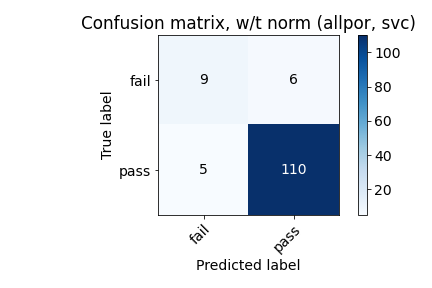 Confusion matrix, w/t norm (allpor, svc)
True label
fail
9
6
pass
5
110
fail
pass
Predicted label
100
80
60
40
20